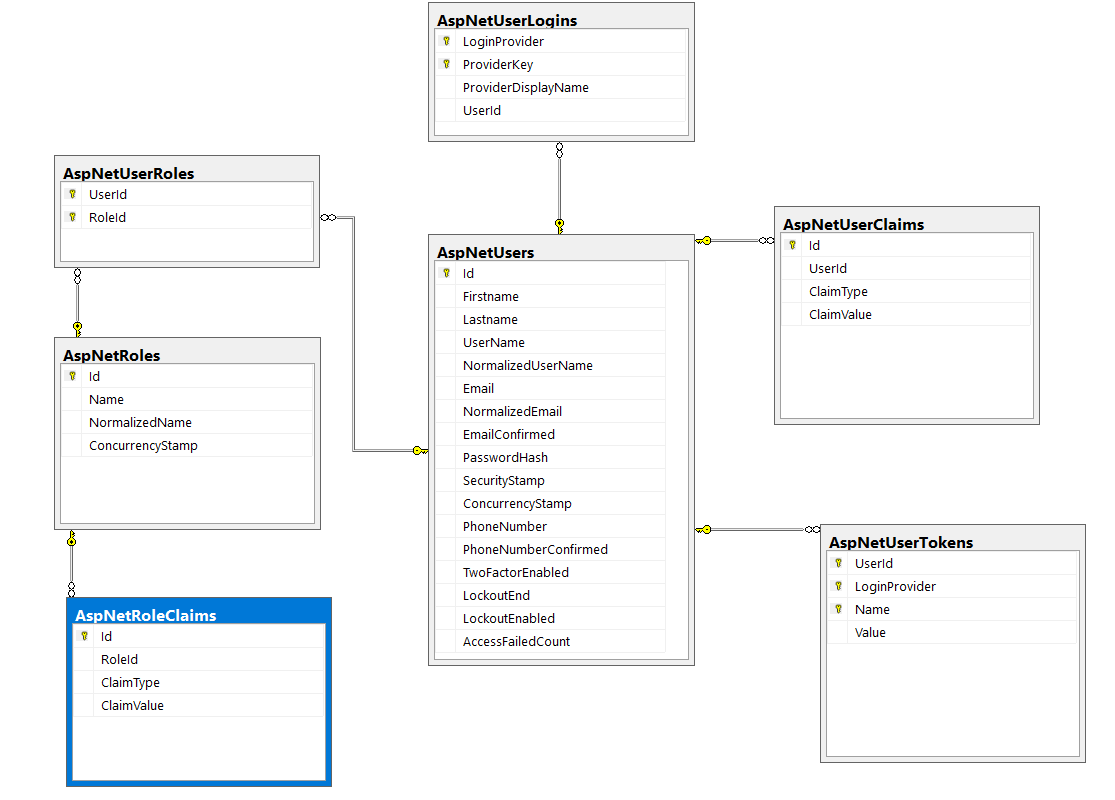 AspNetUserLogins
LoginProvider
ProviderKey
ProviderDisplayName
UserId
AspNetUserRoles
UserId
RoleId
AspNetUserClaims
Id
UserId
ClaimType
ClaimValue
AspNetUsers
Id
Firstname
Lastname
UserName
NormalizedUserName
Email
NormalizedEmail
EmailConfirmed
PasswordHash
SecurityStamp
ConcurrencyStamp
PhoneNumber
PhoneNumberConfirmed
TwoFactorEnabled
LockoutEnd
LockoutEnabled
AccessFailedCount
AspNetRoles
Id
Name
NormalizedName
ConcurrencyStamp
AspNetUserTokens
UserId
LoginProvider
Name
Value
AspNetRoleClaims
Id
RoleId
ClaimType
ClaimValue